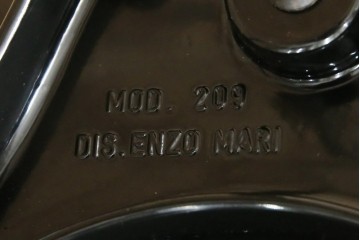 MOD. 209
DIS.ENZO MARI